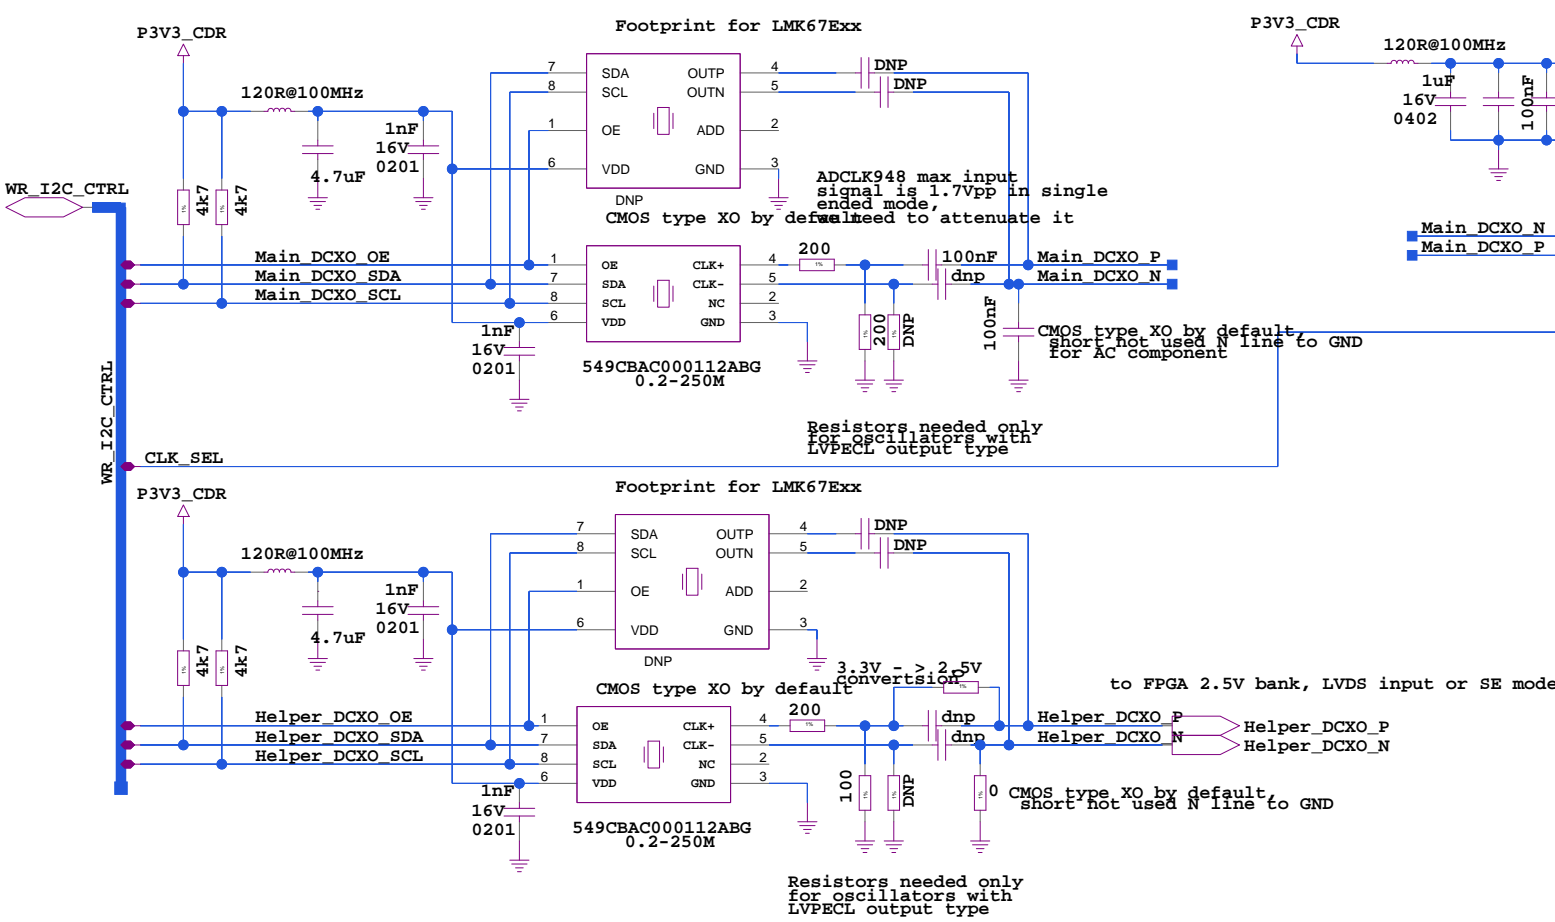 Footprint for LMK67Exx
P3V3_CDR
120R@100MHz
1nF
16V
0201
4.7uF
4k7
4k7
WR_I2C_CTRL
7 SDA OUTP 4 DNP
8 SCL OUTN 5 DNP
1 OE ADD 2
6 VDD GND 3
DNP
ADCLK948 max input
signal is 1.7Vpp in single
ended mode,
we need to attenuate it
CMOS type XO by default
Main_DCXO_OE
Main_DCXO_SDA
Main_DCXO_SCL
1 OE CLK+ 4 200 100nF Main_DCXO_P
7 SDA CLK- 5 dnp Main_DCXO_N
8 SCL NC 2
6 VDD GND 3
1nF
16V
0201
549CBAC000112ABG
0.2-250M
200
DNP
100nF
CMOS type XO by default,
short not used N line to GND
for AC component
Resistors needed only
for oscillators with
LVPECL output type
WR_I2C_CTRL
CLK_SEL
P3V3_CDR
120R@100MHz
1uF
16V
0402
100nF
Main_DCXO_N
Main_DCXO_P
Footprint for LMK67Exx
P3V3_CDR
120R@100MHz
1nF
16V
0201
4.7uF
4k7
4k7
7 SDA OUTP 4 DNP
8 SCL OUTN 5 DNP
1 OE ADD 2
6 VDD GND 3
DNP
3.3V - > 2.5V
convertsion
CMOS type XO by default
to FPGA 2.5V bank, LVDS input or SE mode
Helper_DCXO_OE
Helper_DCXO_SDA
Helper_DCXO_SCL
1 OE CLK+ 4 200 dnp Helper_DCXO_P Helper_DCXO_P
7 SDA CLK- 5 dnp Helper_DCXO_N Helper_DCXO_N
8 SCL NC 2
6 VDD GND 3
1nF
16V
0201
549CBAC000112ABG
0.2-250M
100
DNP
0
CMOS type XO by default,
short not used N line to GND
Resistors needed only
for oscillators with
LVPECL output type